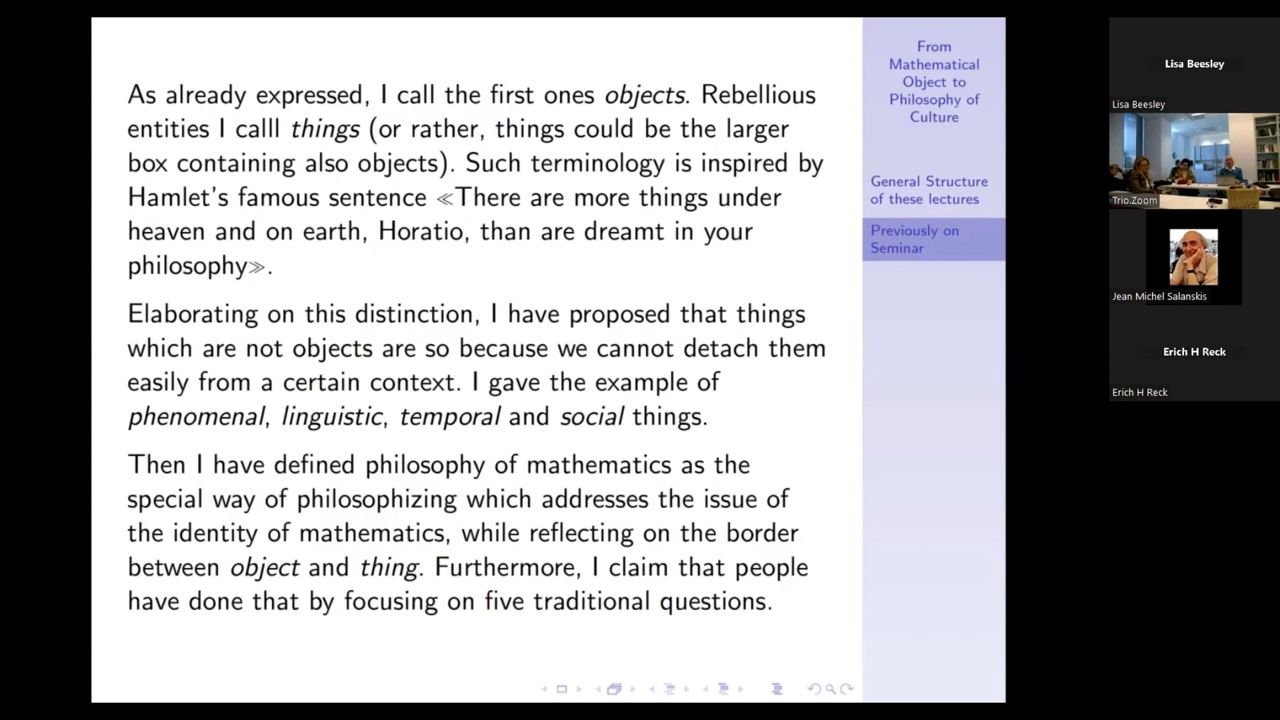 As already expressed, I call the first ones objects. Rebellious
entities I calll things (or rather, things could be the larger
box containing also objects). Such terminology is inspired by
Hamlet's famous sentence ≪There are more things under
heaven and on earth, Horatio, than are dreamt in your
philosophy≫.
Elaborating on this distinction, I have proposed that things
which are not objects are so because we cannot detach them
easily from a certain context. I gave the example of
phenomenal, linguistic, temporal and social things.
Then I have defined philosophy of mathematics as the
special way of philosophizing which addresses the issue of
the identity of mathematics, while reflecting on the border
between object and thing. Furthermore, I claim that people
have done that by focusing on five traditional questions.
From
Mathematical
Object to
Philosophy of
Culture
General Structure
of these lectures
Previously on
Seminar
Lisa Beesley
Lisa Beesley
Trio.Zoom
Jean Michel Salanskis
Erich H Reck
Erich H Reck